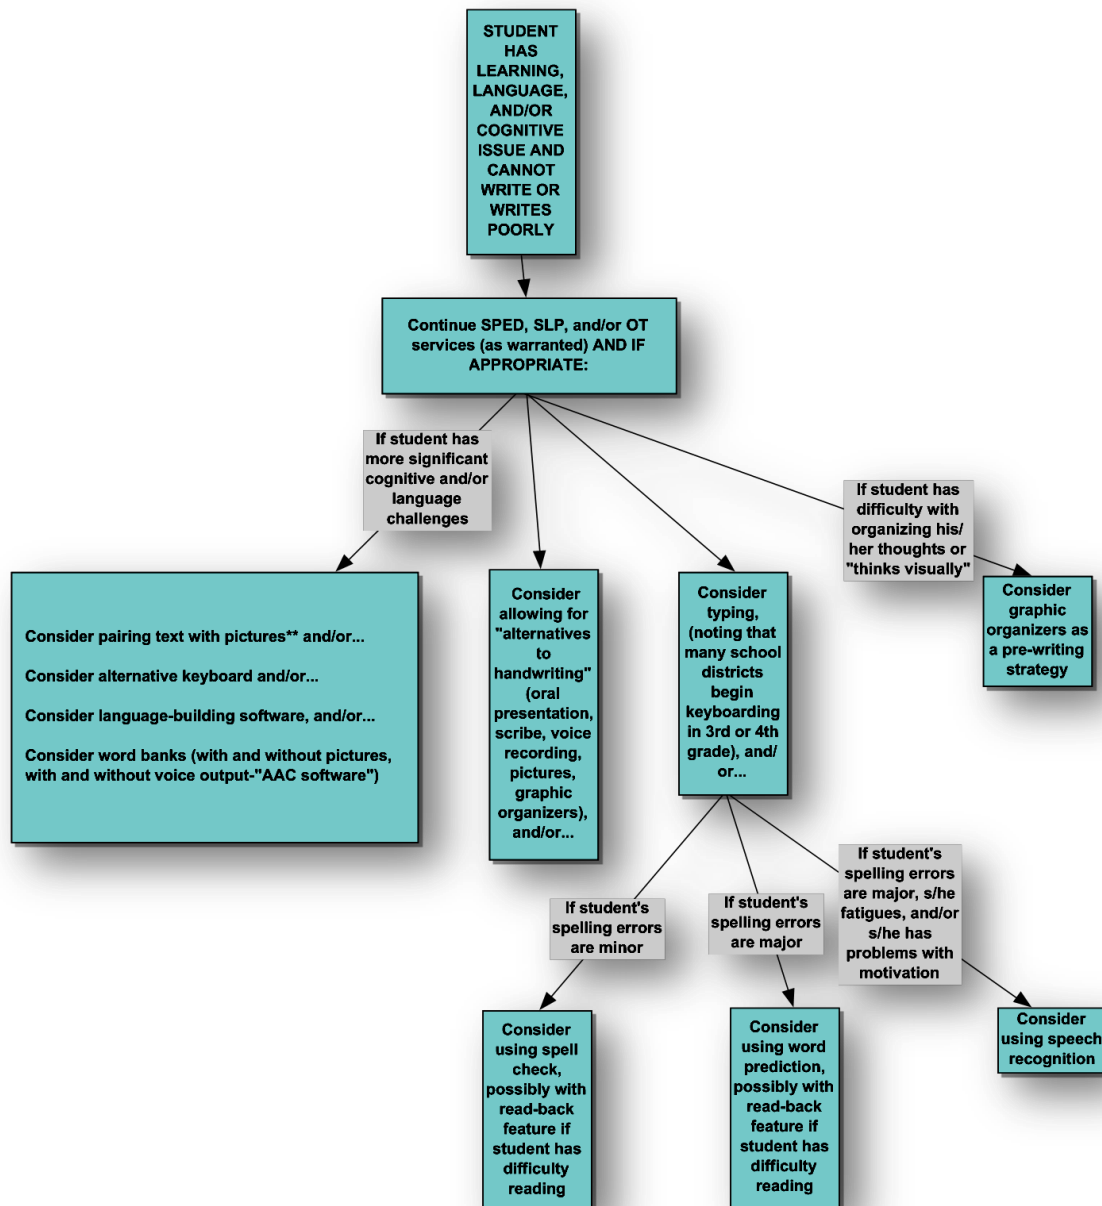 STUDENT
HAS
LEARNING,
LANGUAGE,
AND/OR
COGNITIVE
ISSUE AND
CANNOT
WRITE OR
WRITES
POORLY
Continue SPED, SLP, and/or OT
services (as warranted) AND IF
APPROPRIATE:
If student has
more significant
cognitive and/or
language
challenges
If student has
difficulty with
organizing his/
her thoughts or
"thinks visually"
Consider pairing text with pictures** and/or...
Consider alternative keyboard and/or...
Consider language-building software, and/or...
Consider word banks (with and without pictures,
with and without voice output-"AAC software")
Consider
allowing for
"alternatives
to
handwriting"
(oral
presentation,
scribe, voice
recording,
pictures,
graphic
organizers),
and/or...
Consider
typing,
(noting that
many school
districts
begin
keyboarding
in 3rd or 4th
grade), and/
or...
Consider
graphic
organizers as
a pre-writing
strategy
If student's
spelling errors
are minor
If student's
spelling errors
are major
If student's
spelling errors
are major, s/he
fatigues, and/or
s/he has
problems with
motivation
Consider
using spell
check,
possibly with
read-back
feature if
student has
difficulty
reading
Consider
using word
prediction,
possibly with
read-back
feature if
student has
difficulty
reading
Consider
using speech
recognition